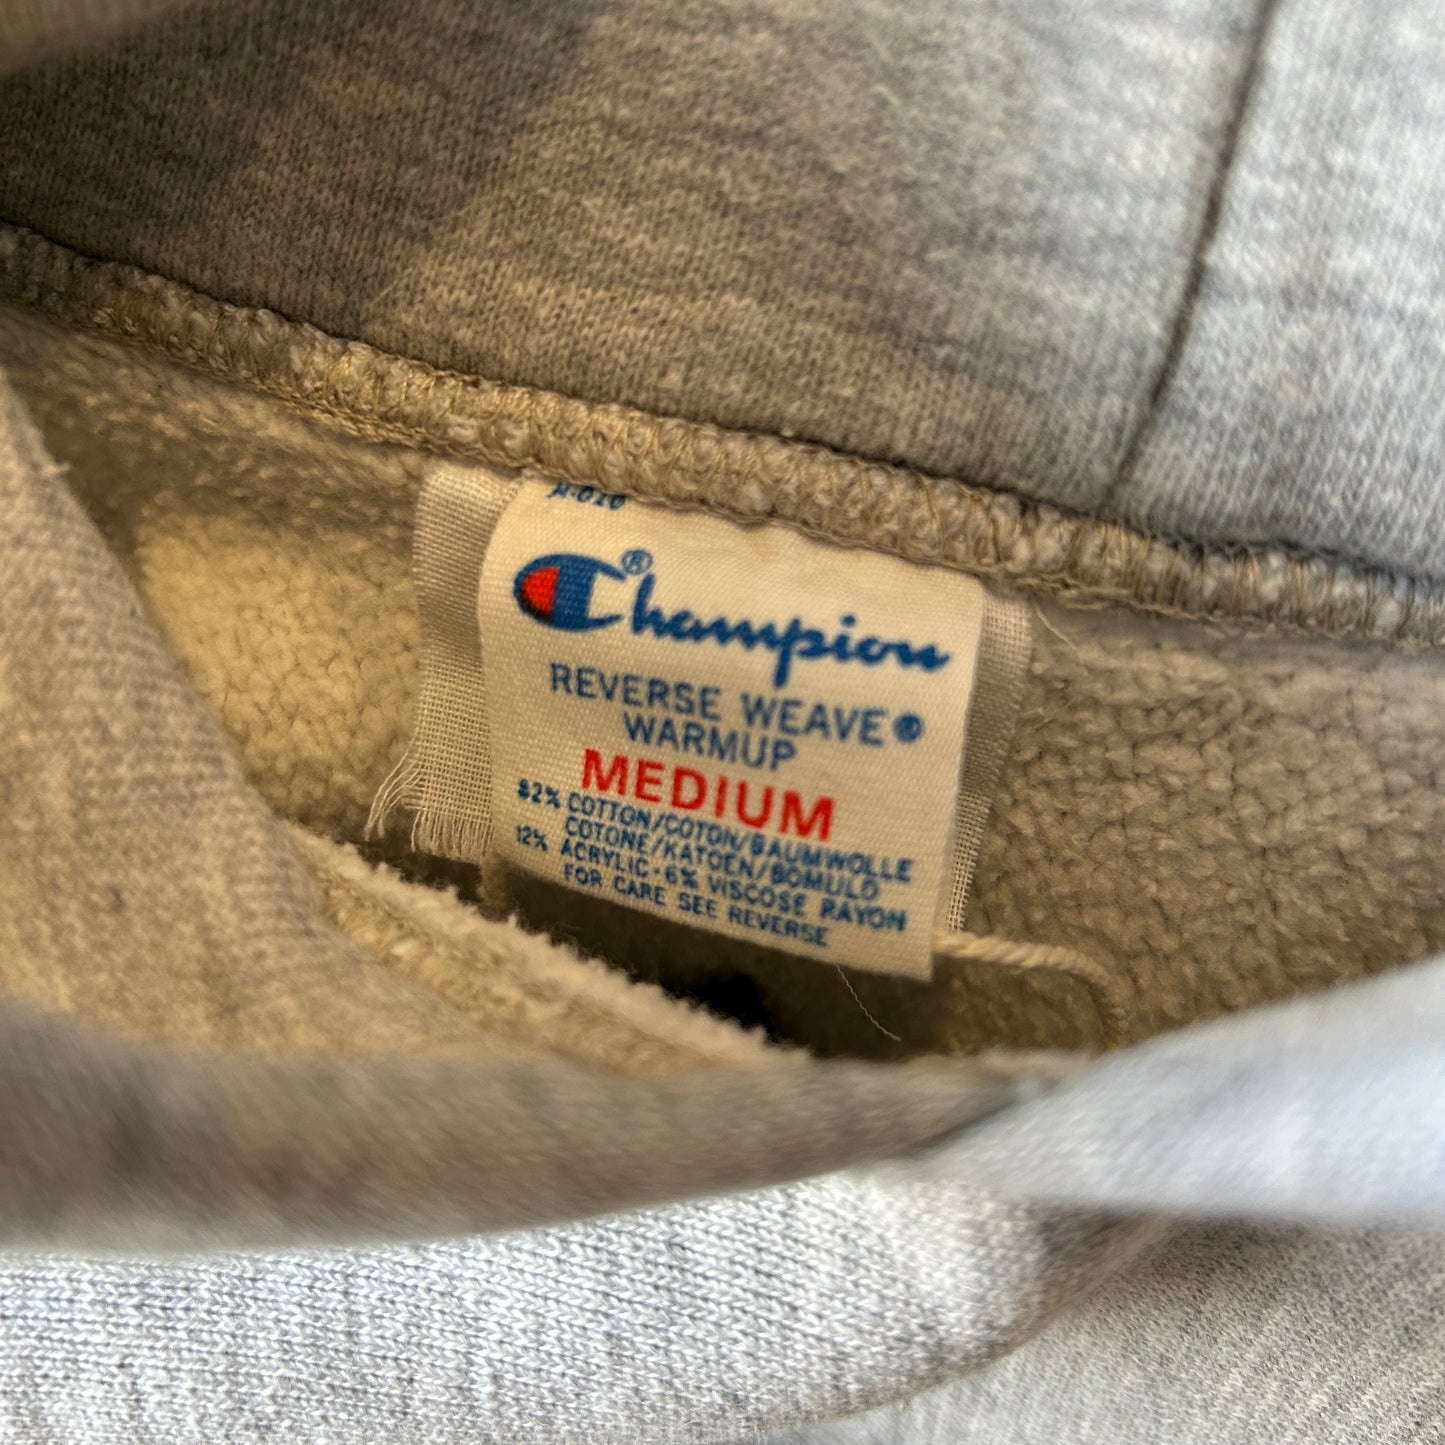 A-010
Champion®
REVERSE WEAVE®
WARMUP
MEDIUM
82% COTTON/COTON/BAUMWOLLE
COTONE/KATOEN/BOMULD
12% ACRYLIC-6% VISCOSE RAYON
FOR CARE SEE REVERSE